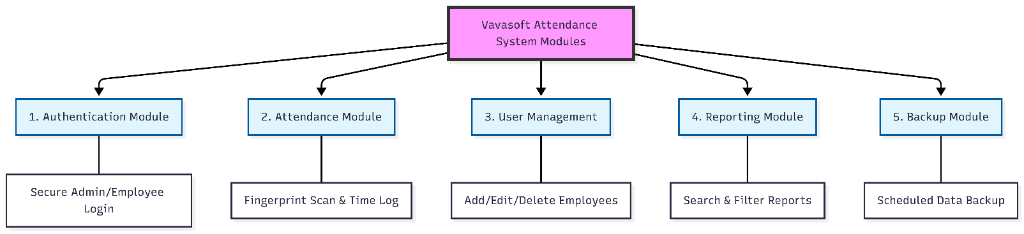 Vavasoft Attendance
System Modules
1. Authentication Module
2. Attendance Module
3. User Management
4. Reporting Module
5. Backup Module
Secure Admin/Employee
Login
Fingerprint Scan & Time Log
Add/Edit/Delete Employees
Search & Filter Reports
Scheduled Data Backup